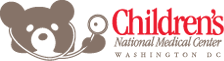 Children's
National Medical Center
WASHINGTON DC